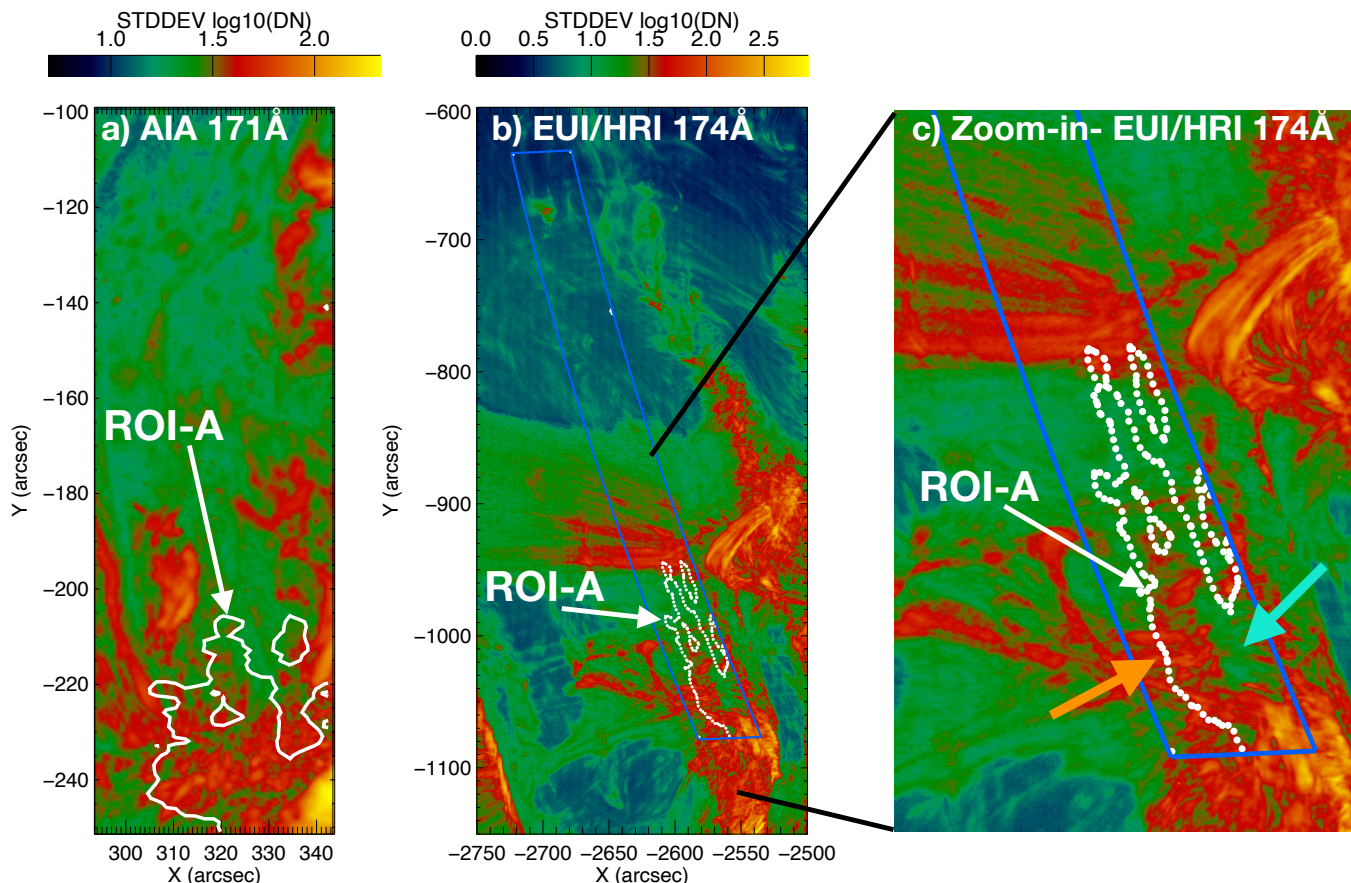 STDDEV log10(DN)
1.0 1.5 2.0
STDDEV log10(DN)
0.0 0.5 1.0 1.5 2.0 2.5
a) AIA 171Å
ROI-A
−100
−120
−140
−160
−180
−200
−220
−240
Y (arcsec)
300 310 320 330 340
X (arcsec)
b) EUI/HRI 174Å
ROI-A
−600
−700
−800
−900
−1000
−1100
Y (arcsec)
−2750 −2700 −2650 −2600 −2550 −2500
X (arcsec)
c) Zoom-in- EUI/HRI 174Å
ROI-A